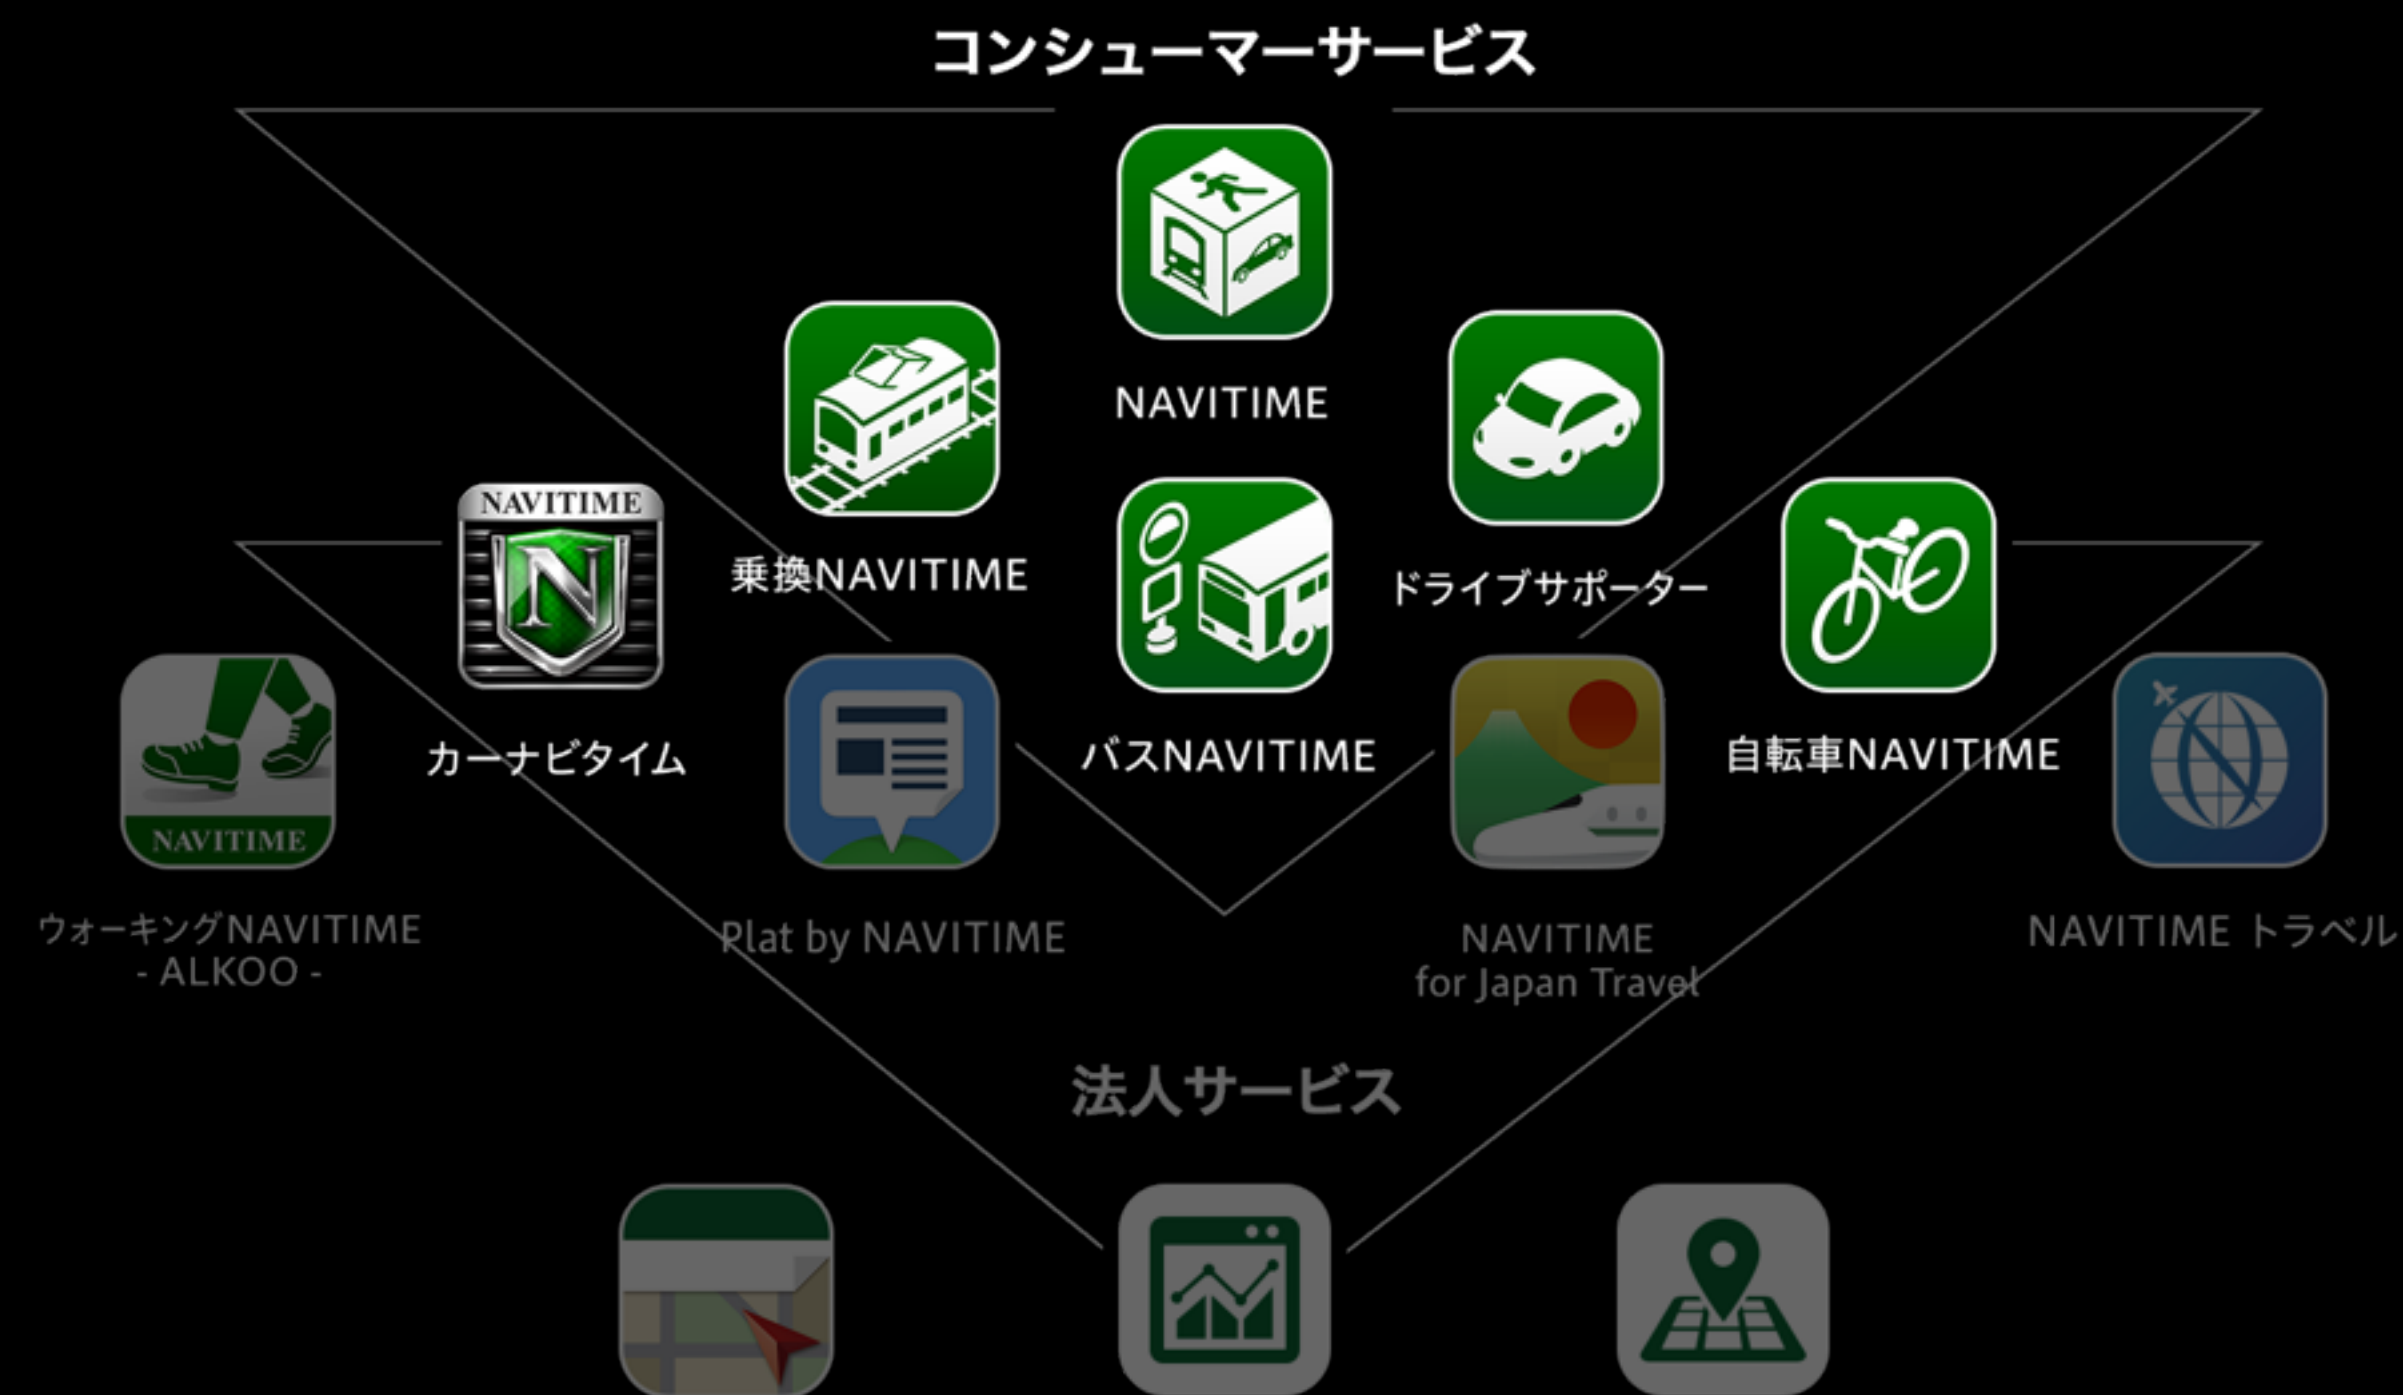 コンシューマーサービス
NAVITIME
乗換NAVITIME
ドライブサポーター
NAVITIME
N
カーナビタイム
バスNAVITIME
自転車NAVITIME
NAVITIME
ウォーキングNAVITIME
- ALKOO -
Plat by NAVITIME
NAVITIME
for Japan Travel
NAVITIME トラベル
法人サービス